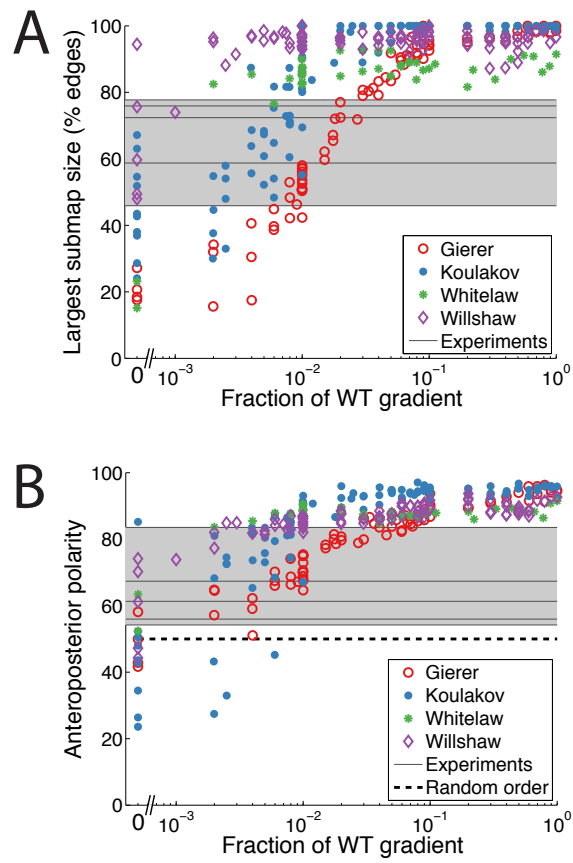 A
Largest submap size (% edges)
100
80
60
40
20
0
Gierer
Koulakov
Whitelaw
Willshaw
Experiments
0 10⁻³ 10⁻² 10⁻¹ 10⁰
Fraction of WT gradient
B
Anteroposterior polarity
100
80
60
40
20
0
Gierer
Koulakov
Whitelaw
Willshaw
Experiments
Random order
0 10⁻³ 10⁻² 10⁻¹ 10⁰
Fraction of WT gradient